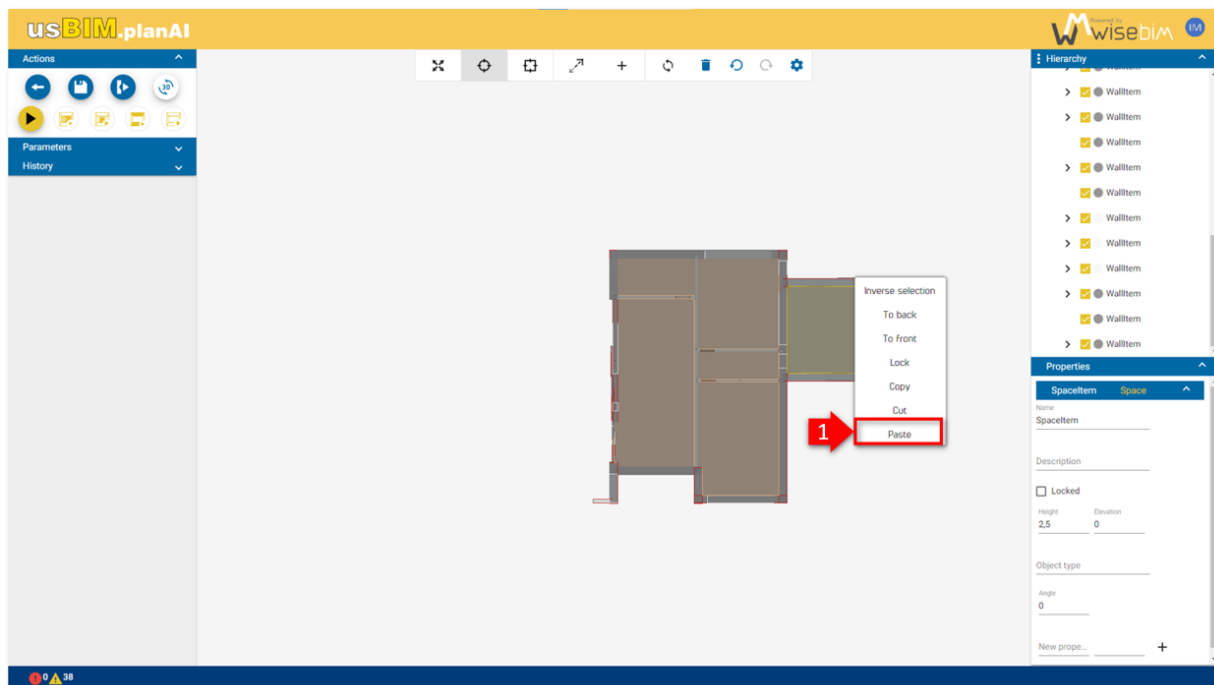 usBIM.planAI
Powered by
wisebim
IM
Actions
3D
Parameters
History
Hierarchy
WallItem
WallItem
WallItem
WallItem
WallItem
WallItem
WallItem
WallItem
WallItem
WallItem
WallItem
Inverse selection
To back
To front
Lock
Copy
Cut
1
Paste
Properties
SpaceItem Space
Name
SpaceItem
Description
Locked
Height Elevation
2,5 0
Object type
Angle
0
New prope...
0 38